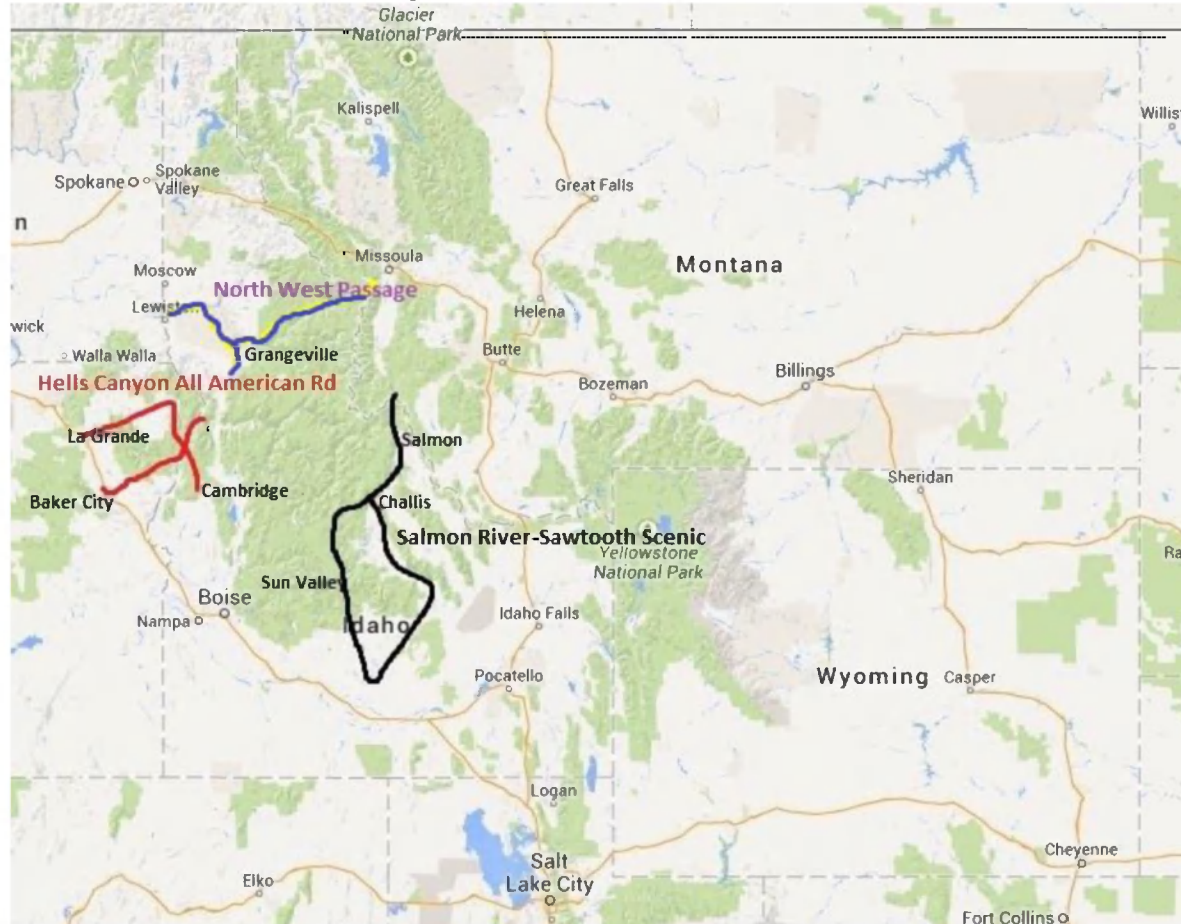 Glacier
National Park
Kalispell
Willis
Spokane
Spokane
Valley
Great Falls
n
Missoula
Montana
Moscow
North West Passage
Lewist
Helena
wick
Walla Walla
Grangeville
Butte
Hells Canyon All American Rd
Bozeman
Billings
La Grande
Salmon
Sheridan
Baker City
Cambridge
Challis
Salmon River-Sawtooth Scenic
Yellowstone
National Park
Ra
Sun Valley
Boise
Nampa
Idaho
Idaho Falls
Pocatello
Wyoming
Casper
Logan
Salt
Lake City
Elko
Cheyenne
Fort Collins